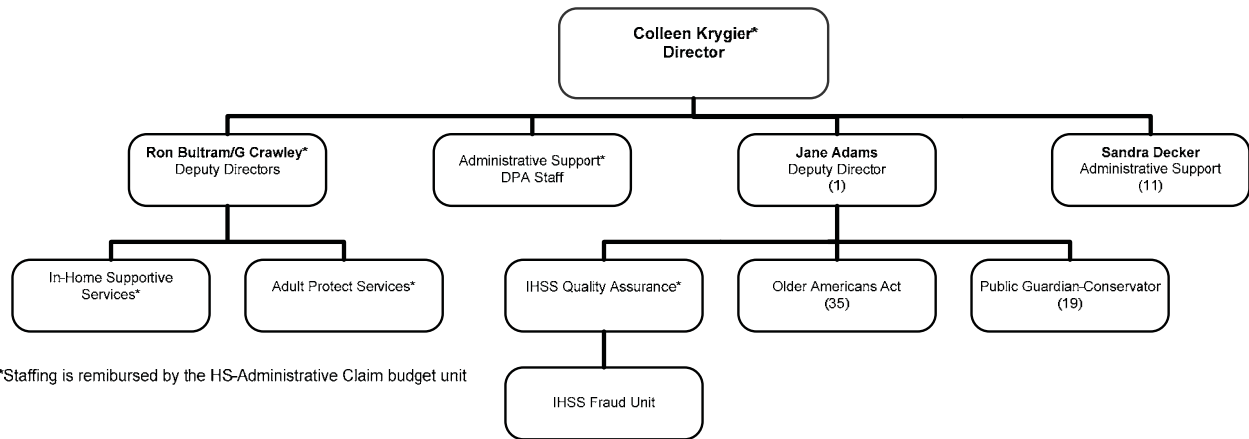 Colleen Krygier*
Director
Ron Bultram/G Crawley*
Deputy Directors
Administrative Support*
DPA Staff
Jane Adams
Deputy Director
(1)
Sandra Decker
Administrative Support
(11)
In-Home Supportive
Services*
Adult Protect Services*
IHSS Quality Assurance*
Older Americans Act
(35)
Public Guardian-Conservator
(19)
*Staffing is remibursed by the HS-Administrative Claim budget unit
IHSS Fraud Unit